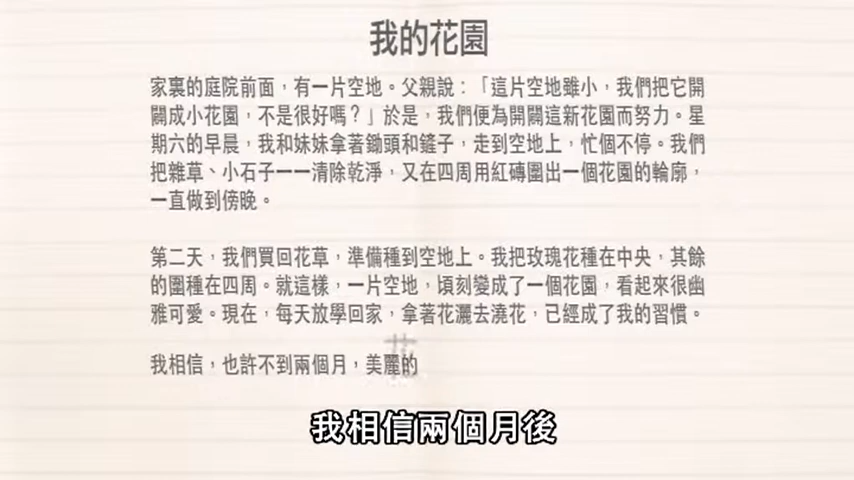 我的花園
家裏的庭院前面，有一片空地。父親說：「這片空地雖小，我們把它開
闢成小花園，不是很好嗎？」於是，我們便為開闢這新花園而努力。星
期六的早晨，我和妹妹拿著鋤頭和鏟子，走到空地上，忙個不停。我們
把雜草、小石子一一清除乾淨，又在四周用紅磚圍出一個花園的輪廓，
一直做到傍晚。
第二天，我們買回花草，準備種到空地上。我把玫瑰花種在中央，其餘
的圍種在四周。就這樣，一片空地，頃刻變成了一個花園，看起來很幽
雅可愛。現在，每天放學回家，拿著花灑去澆花，已經成了我的習慣。
我相信，也許不到兩個月，美麗的花
我相信兩個月後